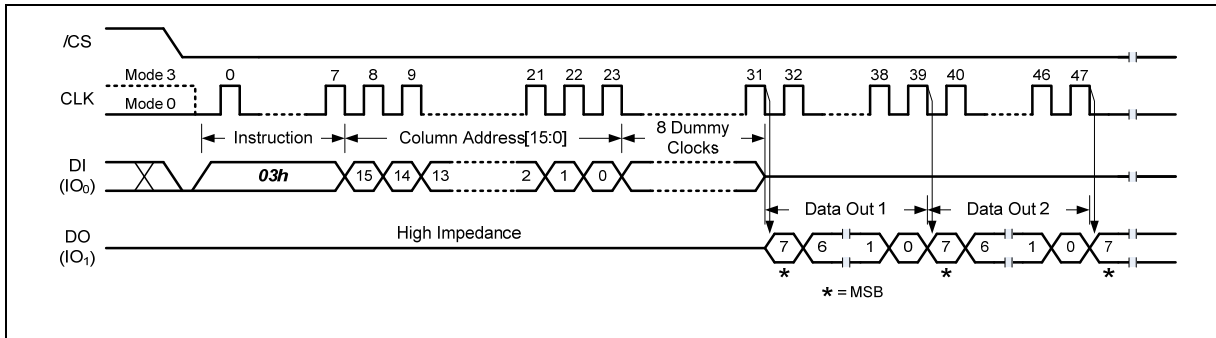 /CS
Mode 3 0 7 8 9 21 22 23 31 32 38 39 40 46 47
CLK
Mode 0
Instruction Column Address[15:0] 8 Dummy Clocks
DI
(IO₀)
03h 15 14 13 2 1 0
Data Out 1 Data Out 2
High Impedance
DO
(IO₁)
7 6 1 0 7 6 1 0 7
* * *
* = MSB